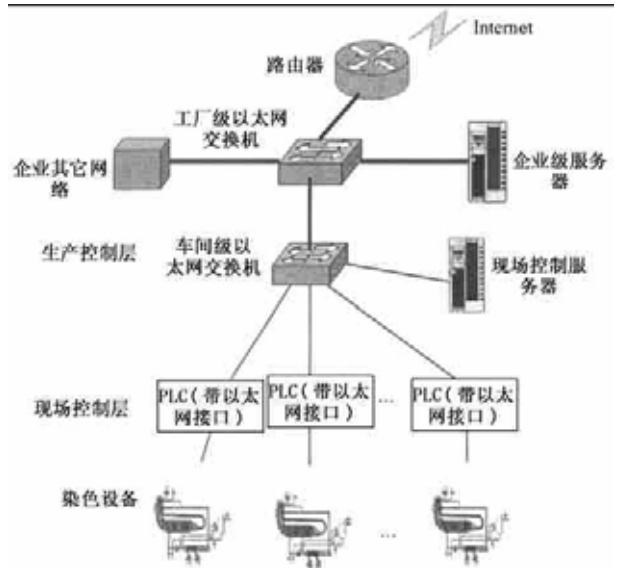 Internet
路由器
工厂级以太网
交换机
企业其它网
络
企业级服务
器
生产控制层
车间级以
太网交换机
现场控制服
务器
现场控制层
PLC(带以太
网接口)
PLC(带以太
网接口)
...
PLC(带以太
网接口)
染色设备
...